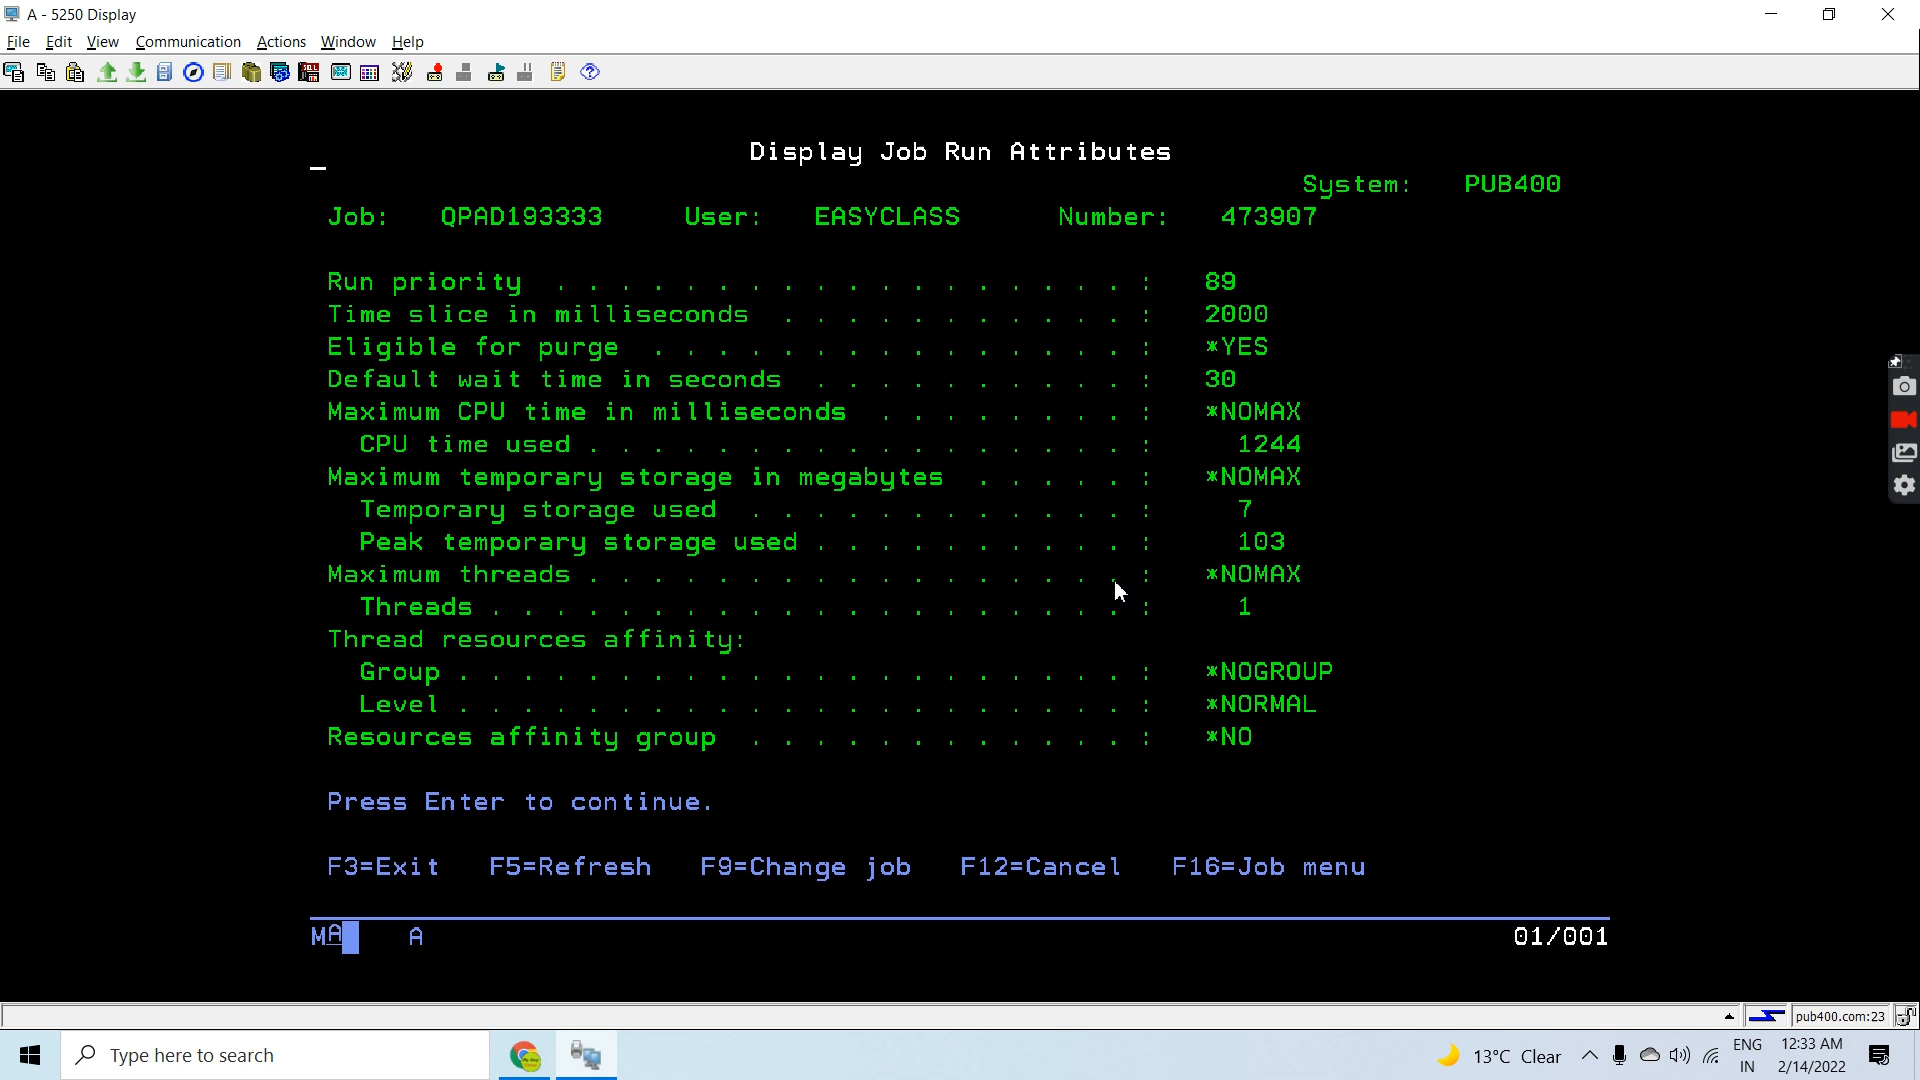 A - 5250 Display
File Edit View Communication Actions Window Help
Display Job Run Attributes
System: PUB400
Job: QPAD193333 User: EASYCLASS Number: 473907
Run priority . . . . . . . . . . . . . . . . . . : 89
Time slice in milliseconds . . . . . . . . . . . : 2000
Eligible for purge . . . . . . . . . . . . . . . : *YES
Default wait time in seconds . . . . . . . . . . : 30
Maximum CPU time in milliseconds . . . . . . . . : *NOMAX
CPU time used . . . . . . . . . . . . . . . . . : 1244
Maximum temporary storage in megabytes . . . . . : *NOMAX
Temporary storage used . . . . . . . . . . . . : 7
Peak temporary storage used . . . . . . . . . . : 103
Maximum threads . . . . . . . . . . . . . . . . . : *NOMAX
Threads . . . . . . . . . . . . . . . . . . . . : 1
Thread resources affinity:
Group . . . . . . . . . . . . . . . . . . . . . : *NOGROUP
Level . . . . . . . . . . . . . . . . . . . . . : *NORMAL
Resources affinity group . . . . . . . . . . . . : *NO
Press Enter to continue.
F3=Exit F5=Refresh F9=Change job F12=Cancel F16=Job menu
MA A 01/001
pub400.com:23
Type here to search
13°C Clear
ENG
IN
12:33 AM
2/14/2022